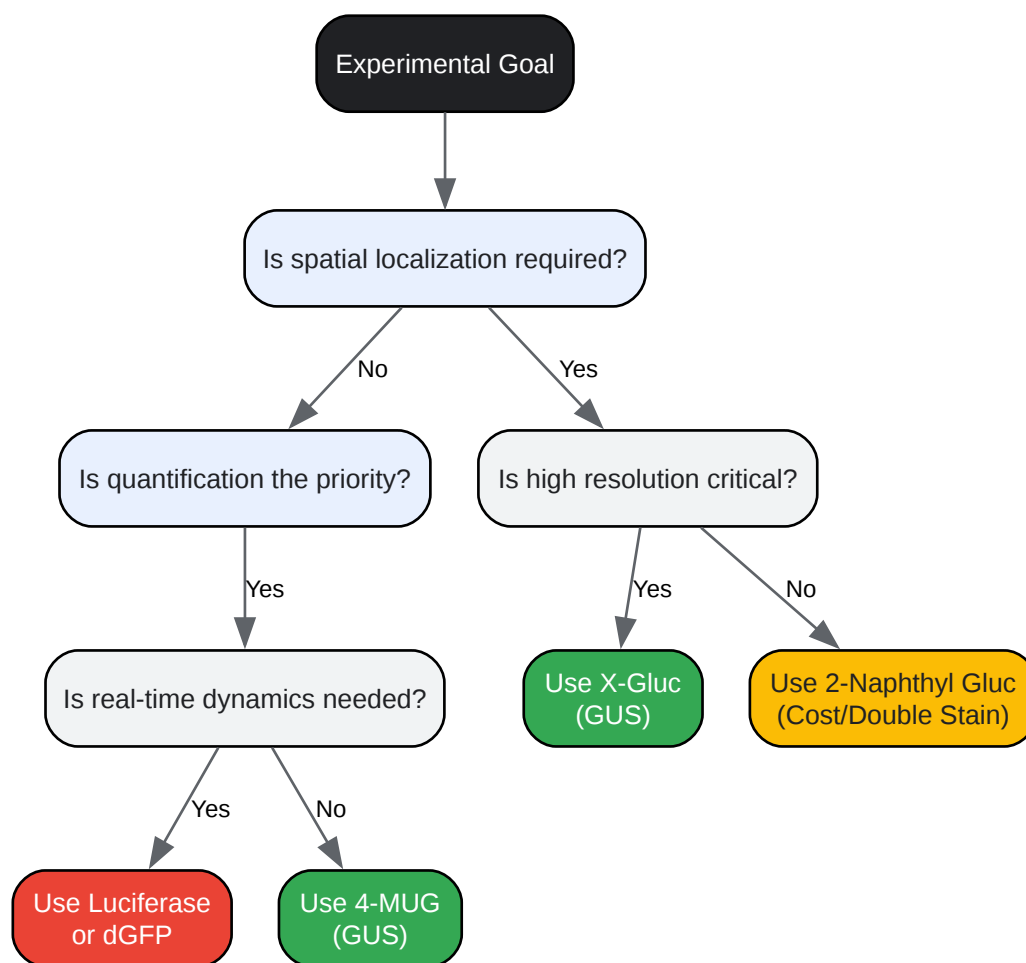 Experimental Goal
Is spatial localization required?
No
Yes
Is quantification the priority?
Is high resolution critical?
Yes
Yes
No
Is real-time dynamics needed?
Use X-Gluc
(GUS)
Use 2-Naphthyl Gluc
(Cost/Double Stain)
Yes
No
Use Luciferase
or dGFP
Use 4-MUG
(GUS)